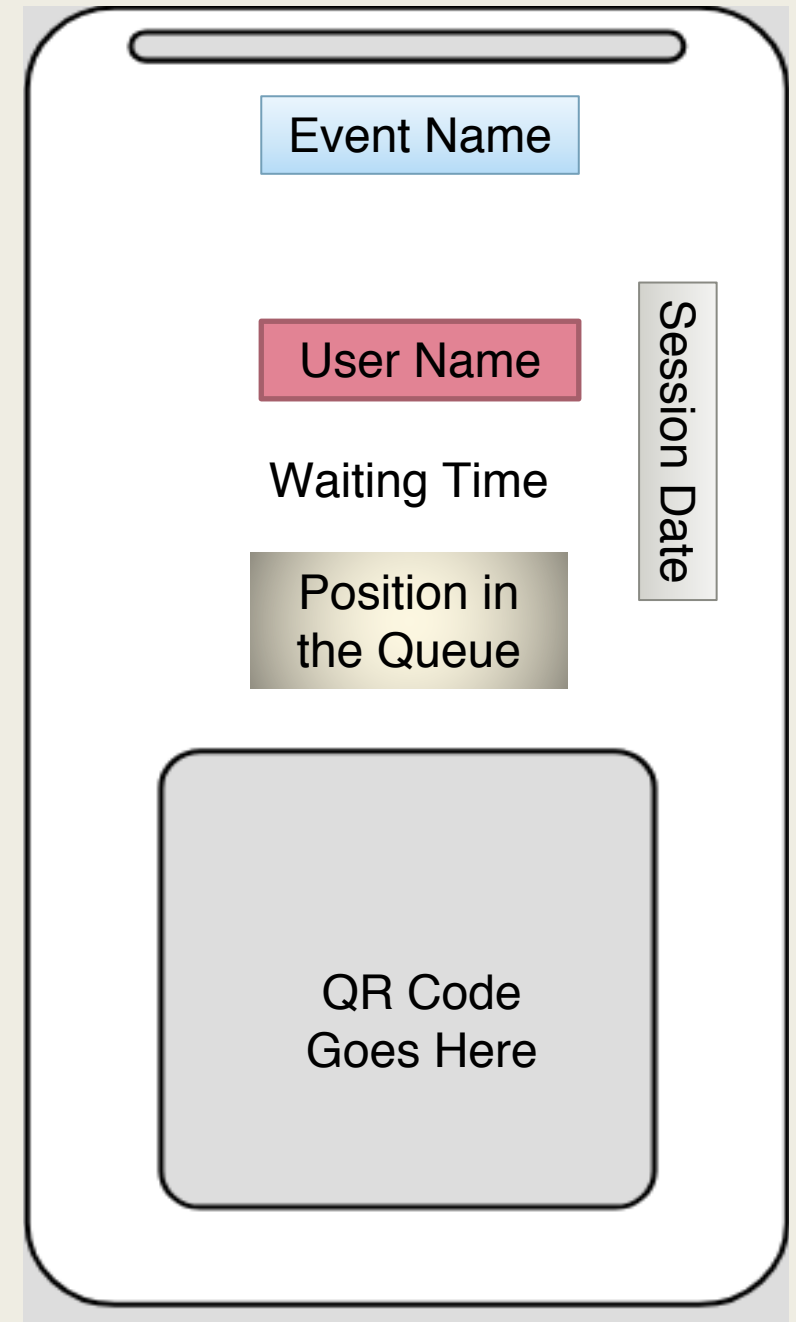 Event Name
User Name
Session Date
Waiting Time
Position in
the Queue
QR Code
Goes Here